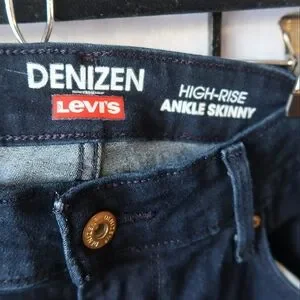 DENIZEN
LEVI'S
HIGH-RISE
ANKLE SKINNY